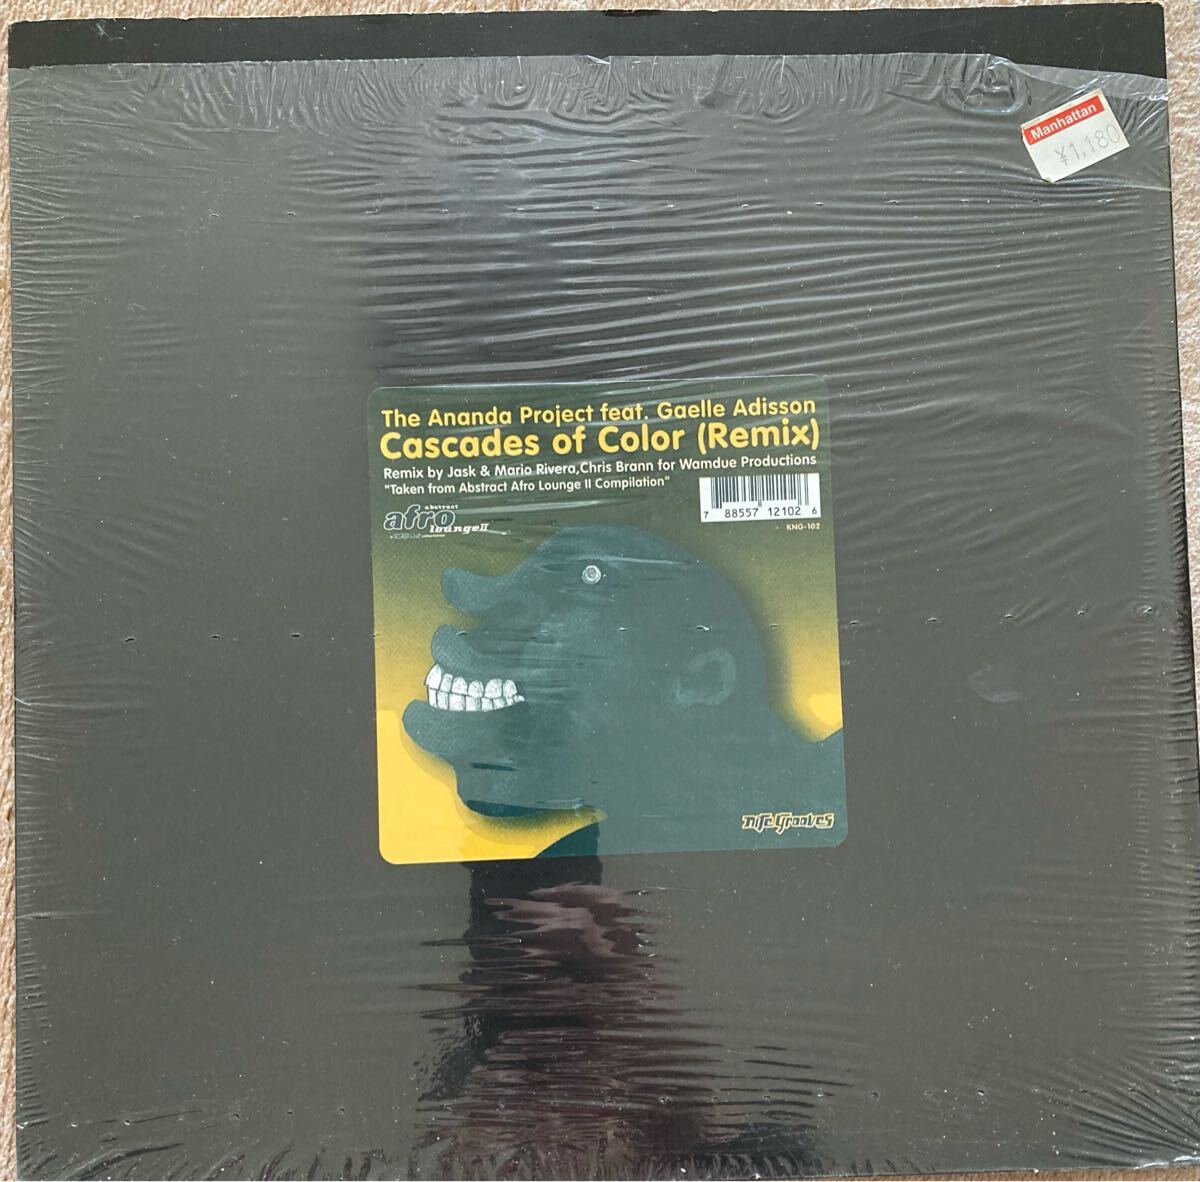 Manhattan
¥1,180
The Ananda Project feat. Gaelle Adisson
Cascades of Color (Remix)
Remix by Jask & Mario Rivera,Chris Brann for Wamdue Productions
"Taken from Abstract Afro Lounge II Compilation"
abstract
afro
lounge II
7 88557 12102 6
KNG-102
nite grooves